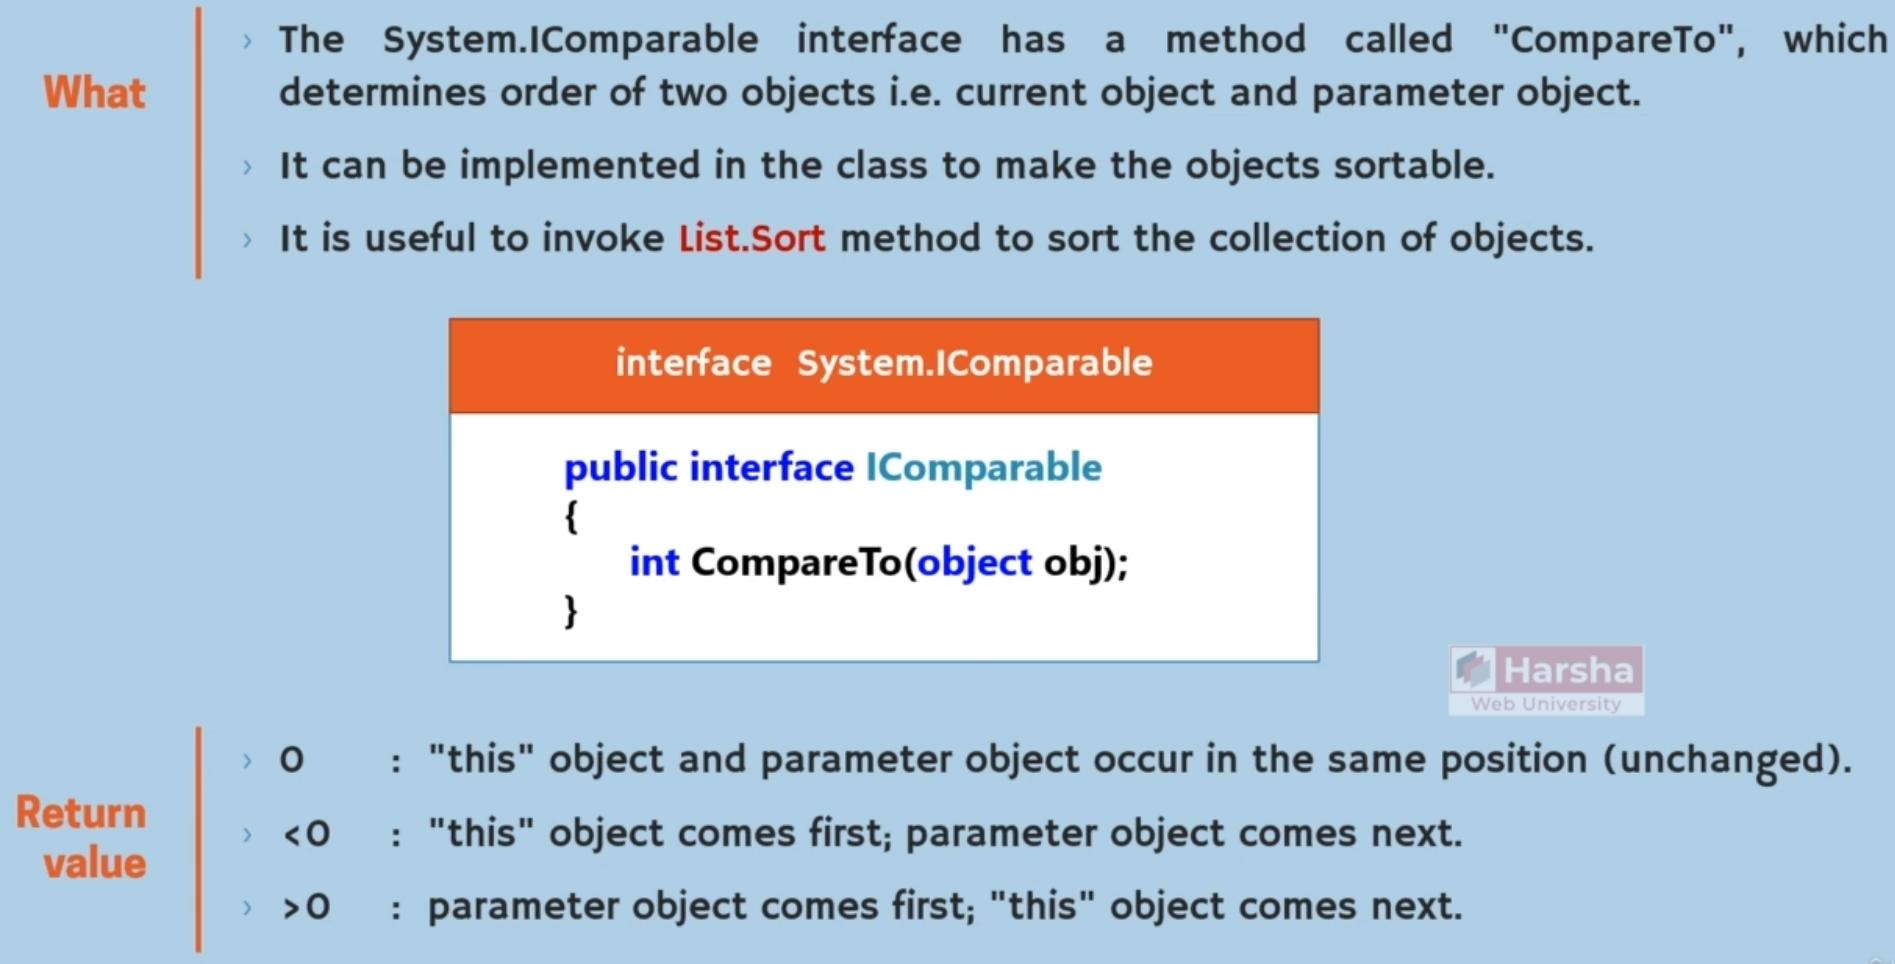 What
› The System.IComparable interface has a method called "CompareTo", which
determines order of two objects i.e. current object and parameter object.
› It can be implemented in the class to make the objects sortable.
› It is useful to invoke List.Sort method to sort the collection of objects.
interface System.IComparable
public interface IComparable
{
int CompareTo(object obj);
}
Harsha
Web University
Return
value
› 0 : "this" object and parameter object occur in the same position (unchanged).
› <0 : "this" object comes first; parameter object comes next.
› >0 : parameter object comes first; "this" object comes next.